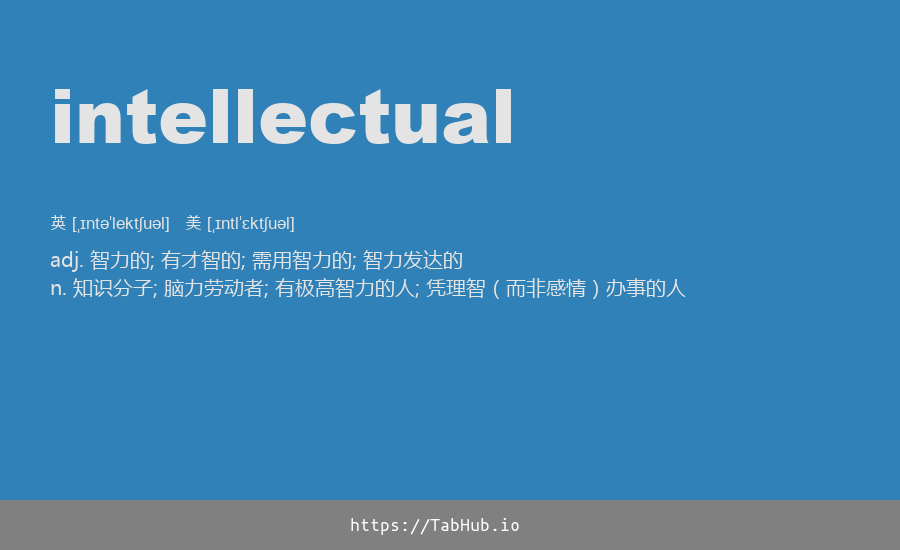 intellectual
英 [ˌɪntəˈlektʃuəl] 美 [ˌɪntlˈɛktʃuəl]
adj. 智力的; 有才智的; 需用智力的; 智力发达的
n. 知识分子; 脑力劳动者; 有极高智力的人; 凭理智（而非感情）办事的人
https://TabHub.io